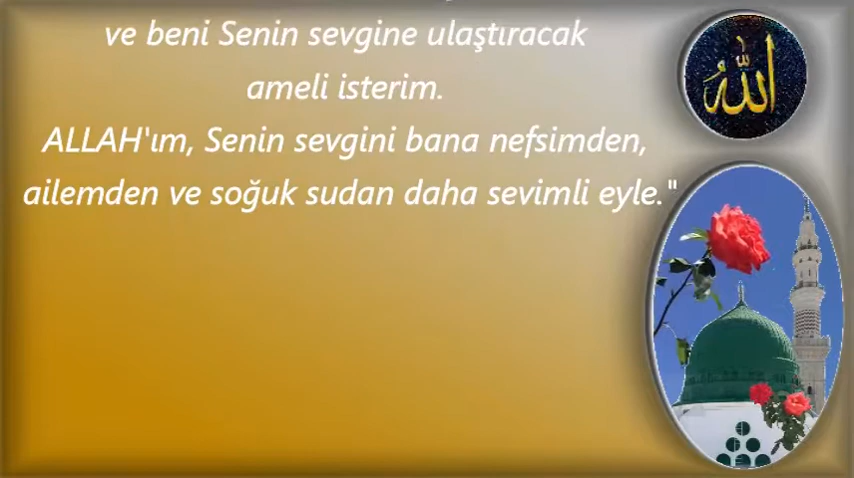 ve beni Senin sevgine ulaştıracak
ameli isterim.
ALLAH'ım, Senin sevgini bana nefsimden,
ailemden ve soğuk sudan daha sevimli eyle."
الله